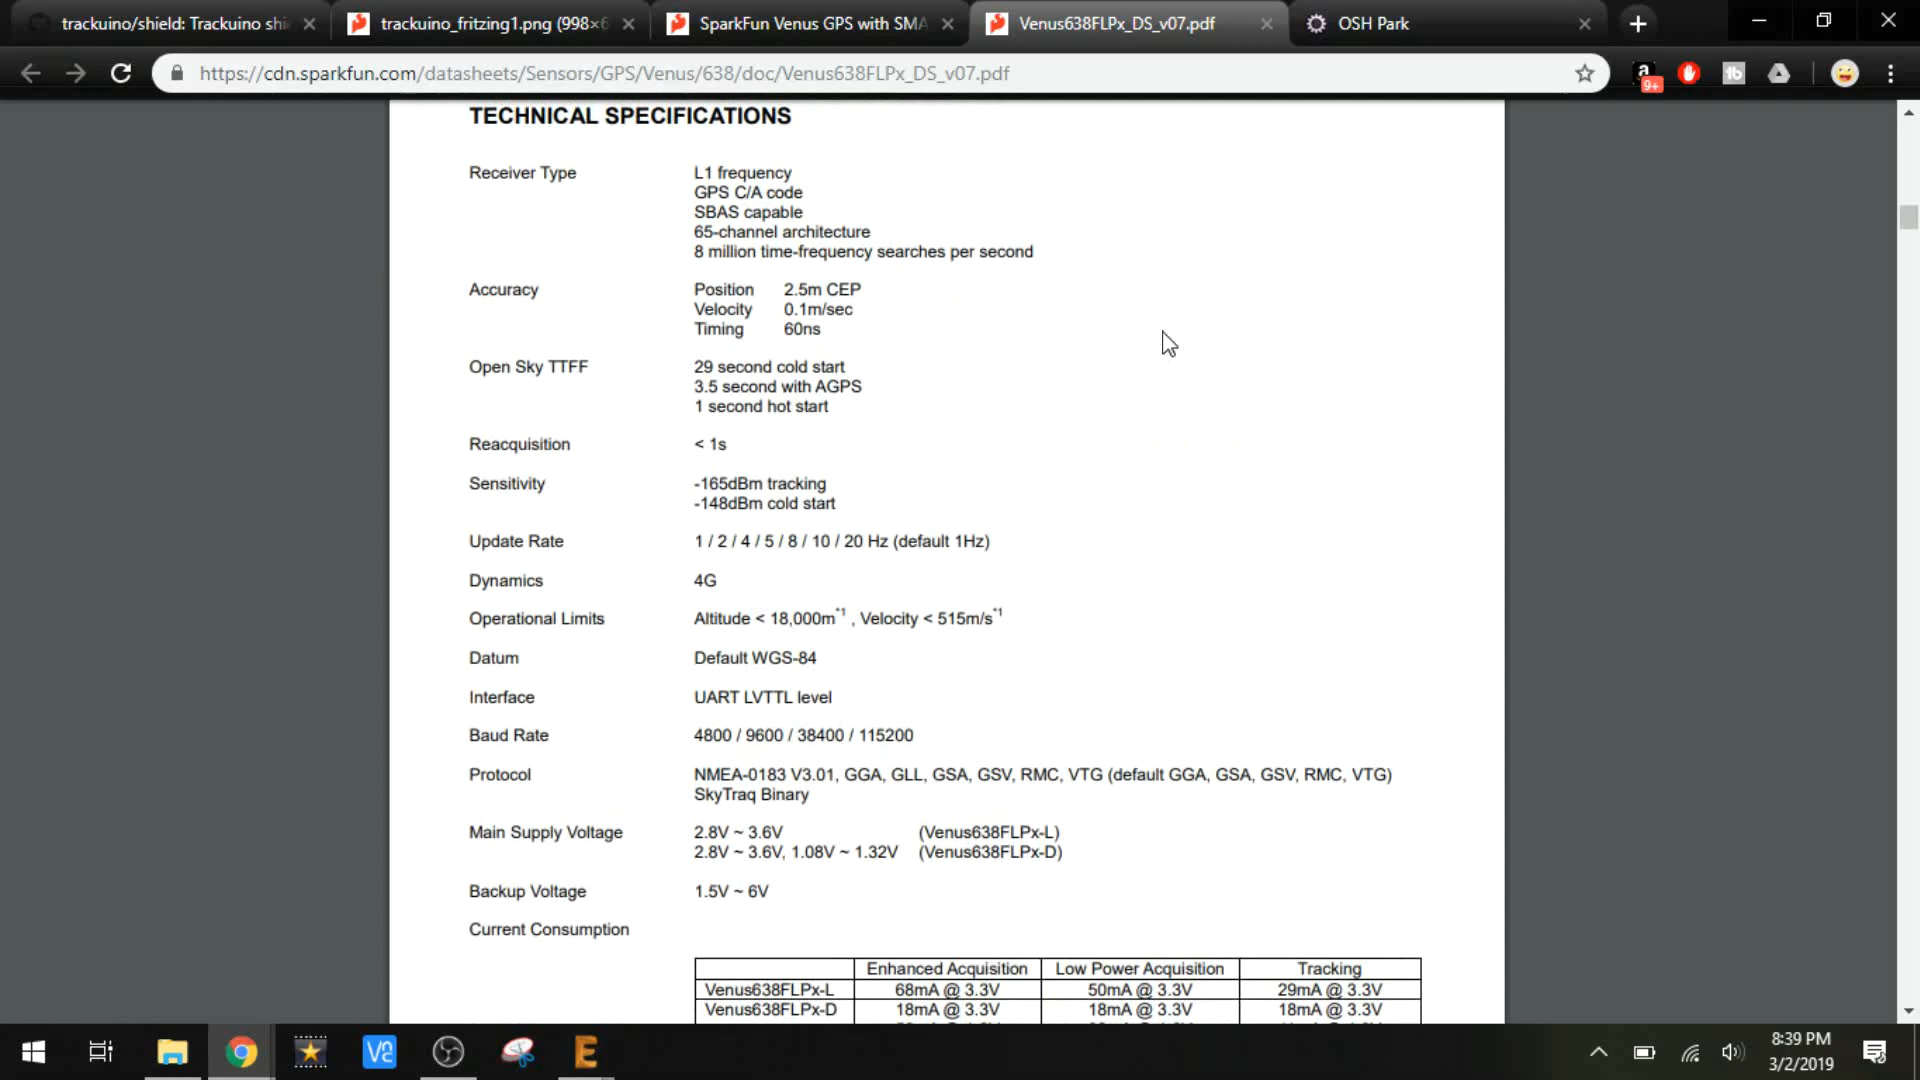 trackuino/shield: Trackuino shi
trackuino_fritzing1.png (998×6
SparkFun Venus GPS with SMA
Venus638FLPx_DS_v07.pdf
OSH Park
https://cdn.sparkfun.com/datasheets/Sensors/GPS/Venus/638/doc/Venus638FLPx_DS_v07.pdf
9+
TECHNICAL SPECIFICATIONS
Receiver Type L1 frequency
GPS C/A code
SBAS capable
65-channel architecture
8 million time-frequency searches per second
Accuracy Position 2.5m CEP
Velocity 0.1m/sec
Timing 60ns
Open Sky TTFF 29 second cold start
3.5 second with AGPS
1 second hot start
Reacquisition < 1s
Sensitivity -165dBm tracking
-148dBm cold start
Update Rate 1 / 2 / 4 / 5 / 8 / 10 / 20 Hz (default 1Hz)
Dynamics 4G
Operational Limits Altitude < 18,000m*1 , Velocity < 515m/s*1
Datum Default WGS-84
Interface UART LVTTL level
Baud Rate 4800 / 9600 / 38400 / 115200
Protocol NMEA-0183 V3.01, GGA, GLL, GSA, GSV, RMC, VTG (default GGA, GSA, GSV, RMC, VTG)
SkyTraq Binary
Main Supply Voltage 2.8V ~ 3.6V (Venus638FLPx-L)
2.8V ~ 3.6V, 1.08V ~ 1.32V (Venus638FLPx-D)
Backup Voltage 1.5V ~ 6V
Current Consumption
Enhanced Acquisition Low Power Acquisition Tracking
Venus638FLPx-L 68mA @ 3.3V 50mA @ 3.3V 29mA @ 3.3V
Venus638FLPx-D 18mA @ 3.3V 18mA @ 3.3V 18mA @ 3.3V
8:39 PM
3/2/2019